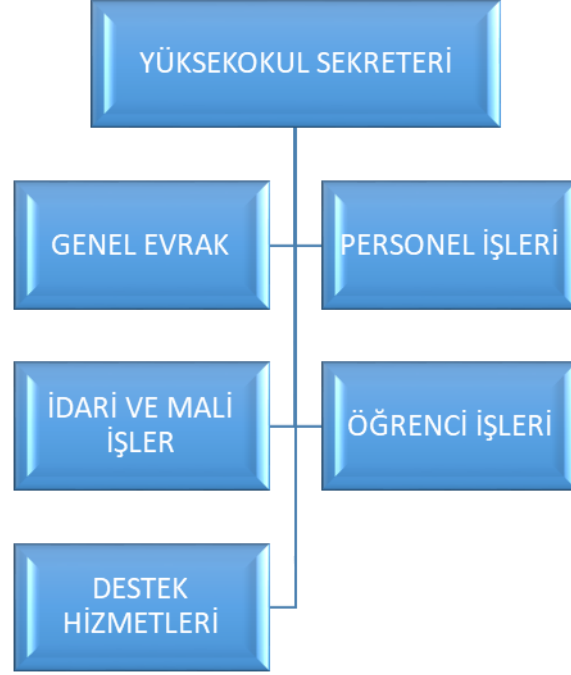 YÜKSEKOKUL SEKRETERİ
GENEL EVRAK
PERSONEL İŞLERİ
İDARİ VE MALİ
İŞLER
ÖĞRENCİ İŞLERİ
DESTEK
HİZMETLERİ